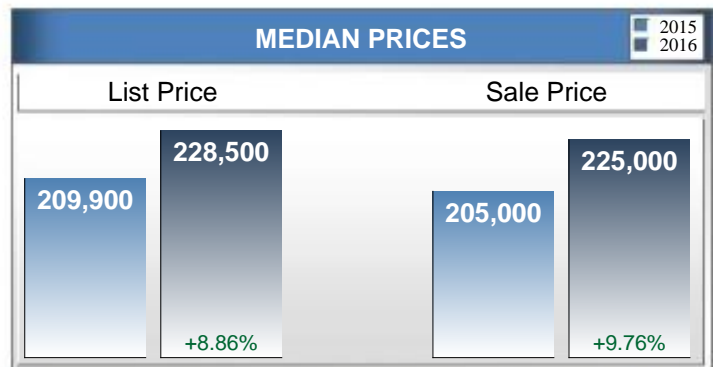 MEDIAN PRICES
2015
2016
List Price
Sale Price
209,900
228,500
+8.86%
205,000
225,000
+9.76%